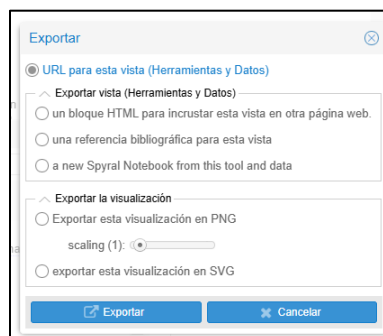 Exportar
URL para esta vista (Herramientas y Datos)
Exportar vista (Herramientas y Datos)
un bloque HTML para incrustar esta vista en otra página web.
una referencia bibliográfica para esta vista
a new Spyral Notebook from this tool and data
Exportar la visualización
Exportar esta visualización en PNG
scaling (1):
exportar esta visualización en SVG
Exportar Cancelar